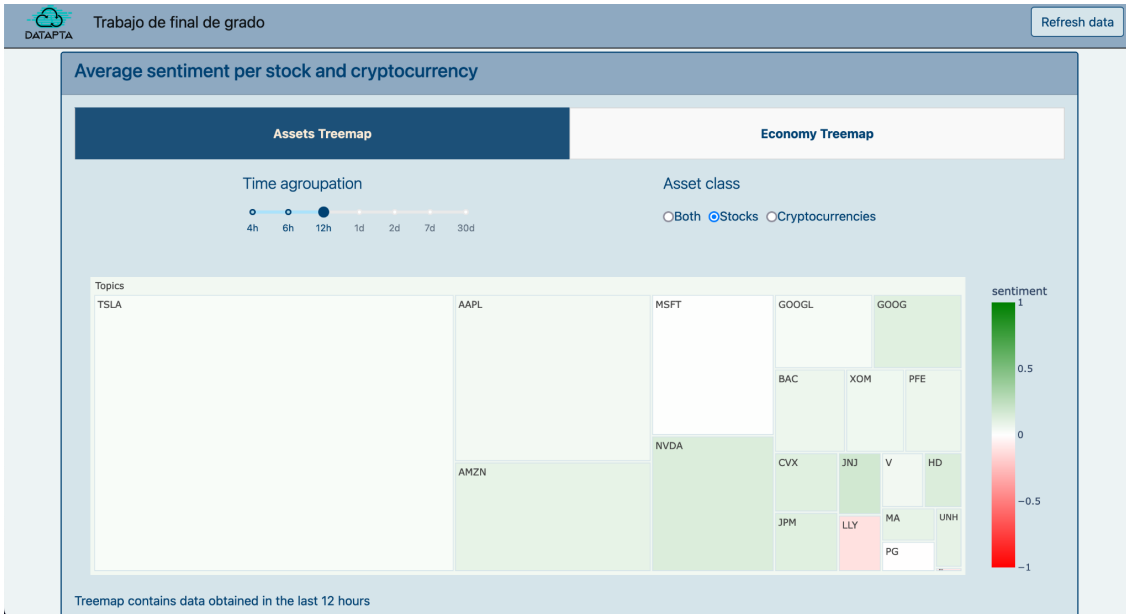 DATAPTA
Trabajo de final de grado
Refresh data
Average sentiment per stock and cryptocurrency
Assets Treemap
Economy Treemap
Time agroupation
4h 6h 12h 1d 2d 7d 30d
Asset class
Both Stocks Cryptocurrencies
Topics
TSLA
AAPL
AMZN
MSFT
NVDA
GOOGL
GOOG
BAC
XOM
PFE
CVX
JNJ
V
HD
JPM
LLY
MA
UNH
PG
sentiment
1
0.5
0
−0.5
−1
Treemap contains data obtained in the last 12 hours